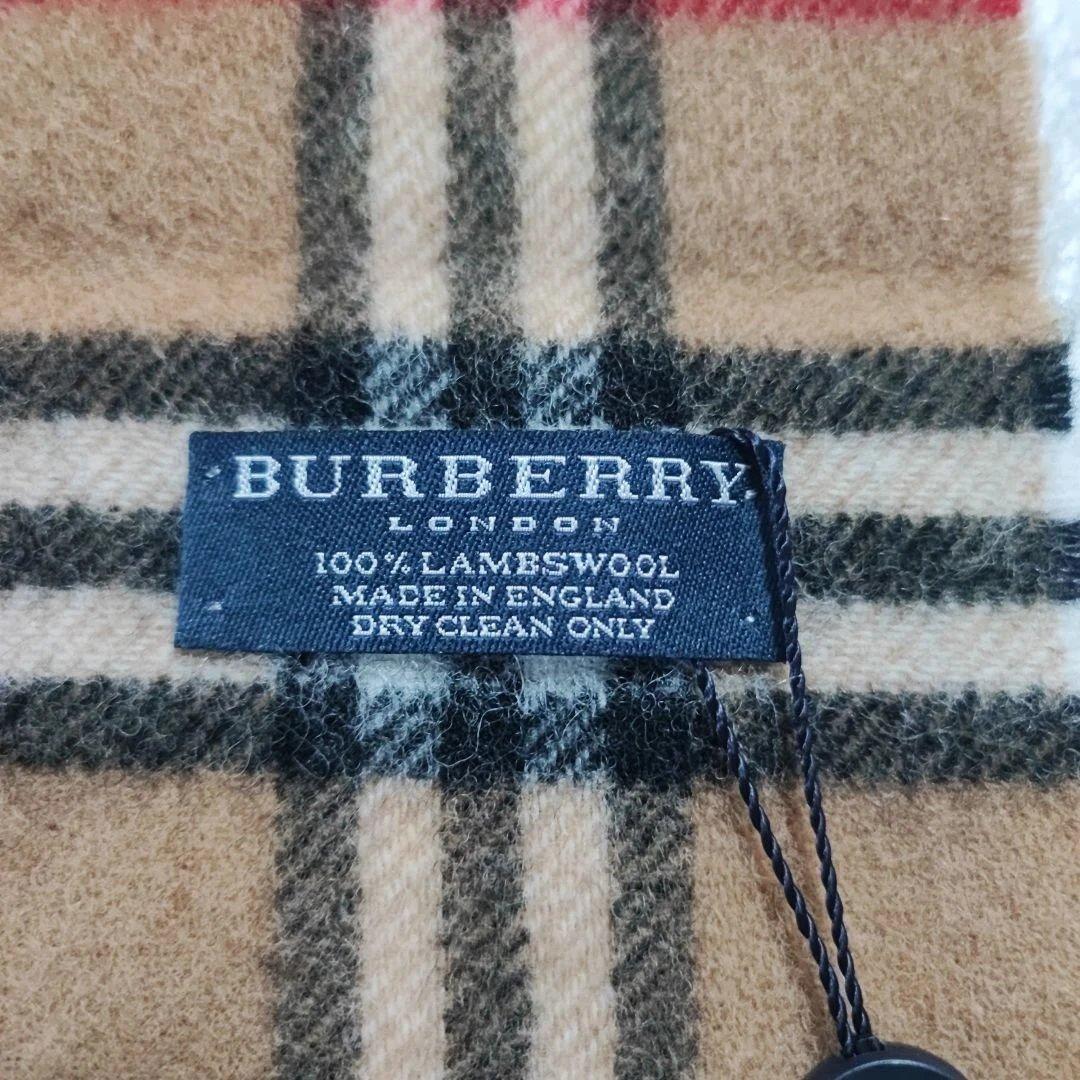 BURBERRY
LONDON
100% LAMBSWOOL
MADE IN ENGLAND
DRY CLEAN ONLY